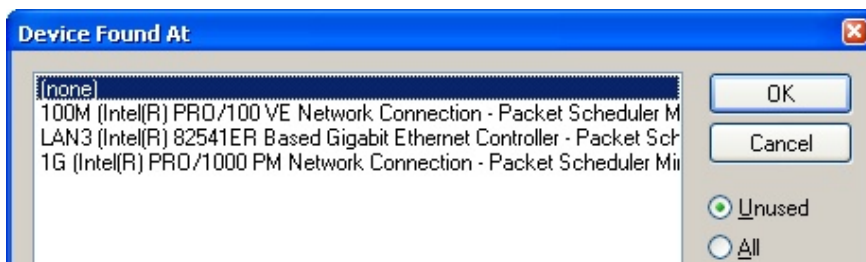 Device Found At
(none)
100M (Intel(R) PRO/100 VE Network Connection - Packet Scheduler M
LAN3 (Intel(R) 82541ER Based Gigabit Ethernet Controller - Packet Sch
1G (Intel(R) PRO/1000 PM Network Connection - Packet Scheduler Min
OK
Cancel
Unused
All